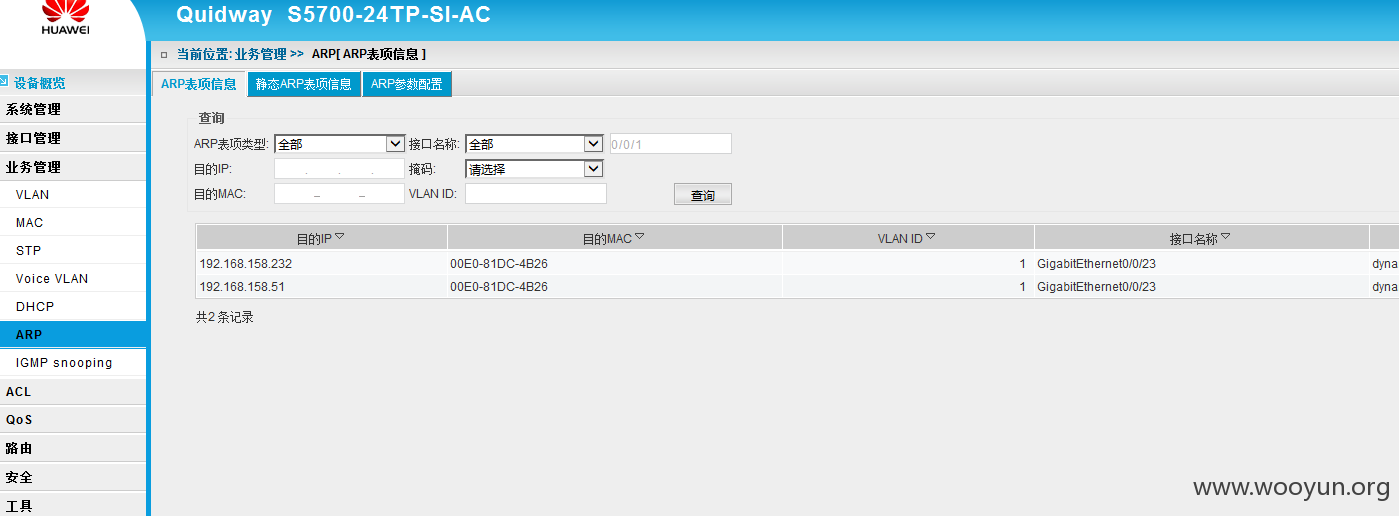 HUAWEI
Quidway S5700-24TP-SI-AC
当前位置: 业务管理 >> ARP[ ARP表项信息 ]
设备概览
系统管理
接口管理
业务管理
VLAN
MAC
STP
Voice VLAN
DHCP
ARP
IGMP snooping
ACL
QoS
路由
安全
工具
ARP表项信息 静态ARP表项信息 ARP参数配置
查询
ARP表项类型: 全部 接口名称: 全部 0/0/1
目的IP: . . . 掩码: 请选择
目的MAC: – – VLAN ID: 查询
目的IP 目的MAC VLAN ID 接口名称
192.168.158.232 00E0-81DC-4B26 1 GigabitEthernet0/0/23 dyna
192.168.158.51 00E0-81DC-4B26 1 GigabitEthernet0/0/23 dyna
共2 条记录
www.wooyun.org